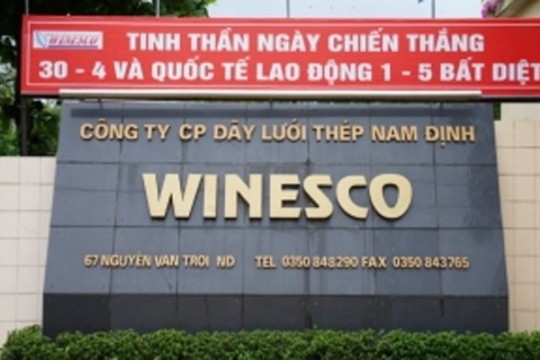 WINESCO
TINH THẦN NGÀY CHIẾN THẮNG
30 - 4 VÀ QUỐC TẾ LAO ĐỘNG 1 - 5 BẤT DIỆT
CÔNG TY CP DÂY LƯỚI THÉP NAM ĐỊNH
WINESCO
67 NGUYỄN VĂN TRỖI NĐ TEL 0350 848290 FAX 0350 843765